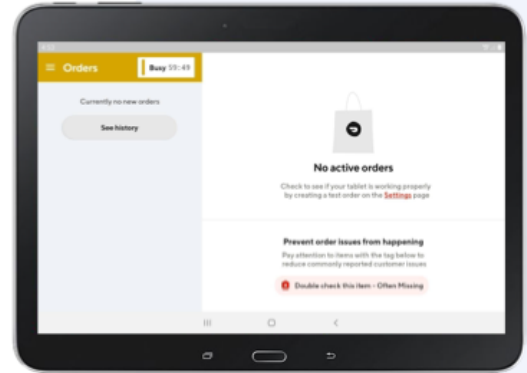 Orders
Busy 59:49
Currently no new orders
See history
No active orders
Check to see if your tablet is working properly
by creating a test order on the Settings page
Prevent order issues from happening
Pay attention to items with the tag below to
reduce commonly reported customer issues
Double check this item - Often Missing